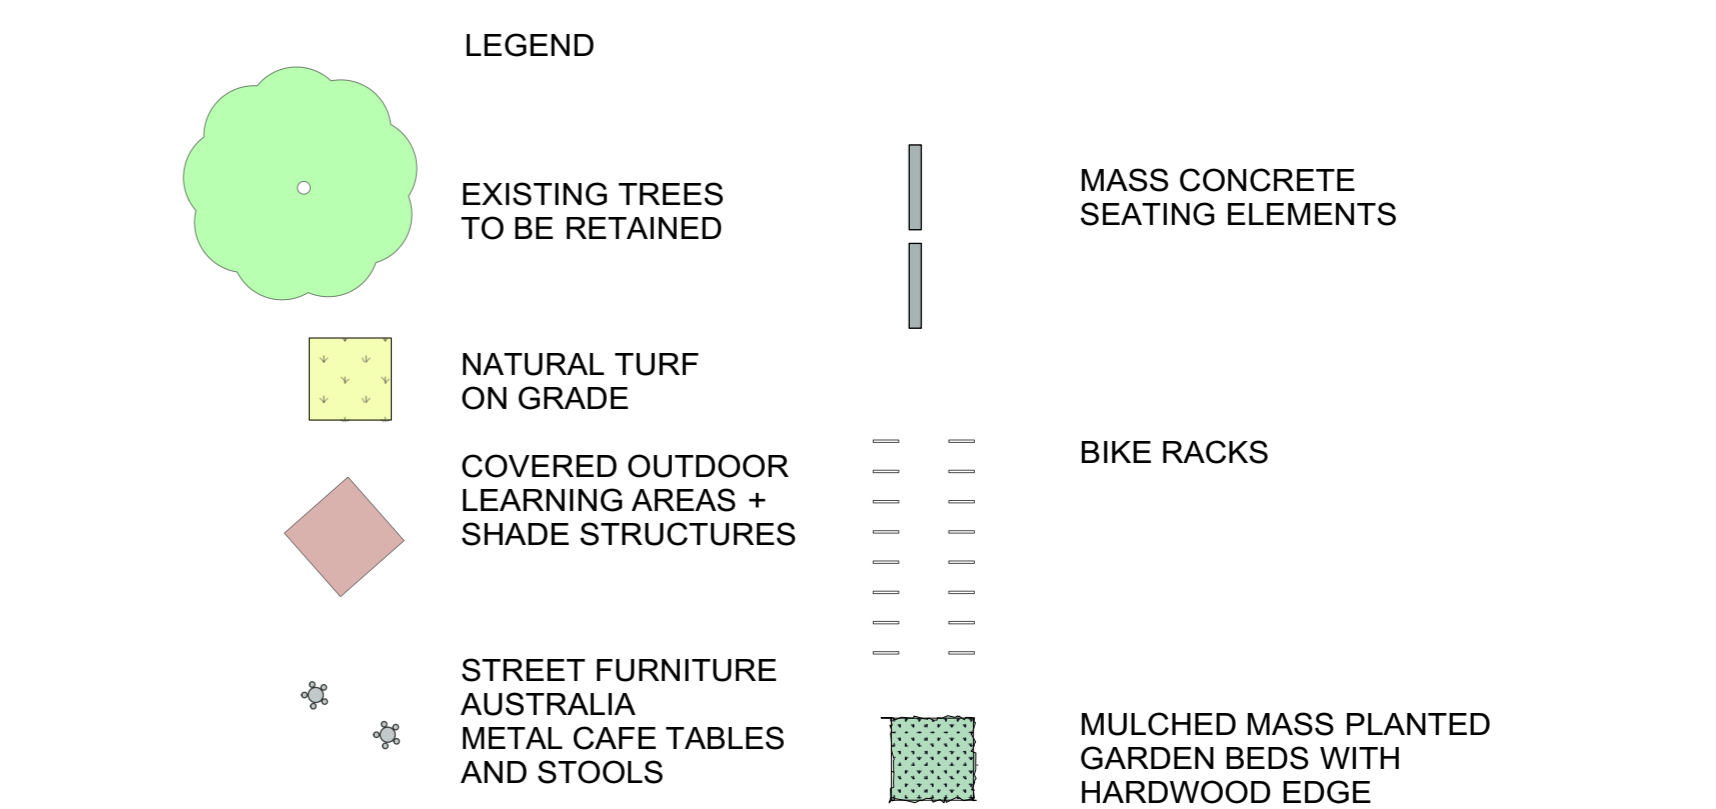 LEGEND
EXISTING TREES
TO BE RETAINED
NATURAL TURF
ON GRADE
COVERED OUTDOOR
LEARNING AREAS +
SHADE STRUCTURES
STREET FURNITURE
AUSTRALIA
METAL CAFE TABLES
AND STOOLS
MASS CONCRETE
SEATING ELEMENTS
BIKE RACKS
MULCHED MASS PLANTED
GARDEN BEDS WITH
HARDWOOD EDGE